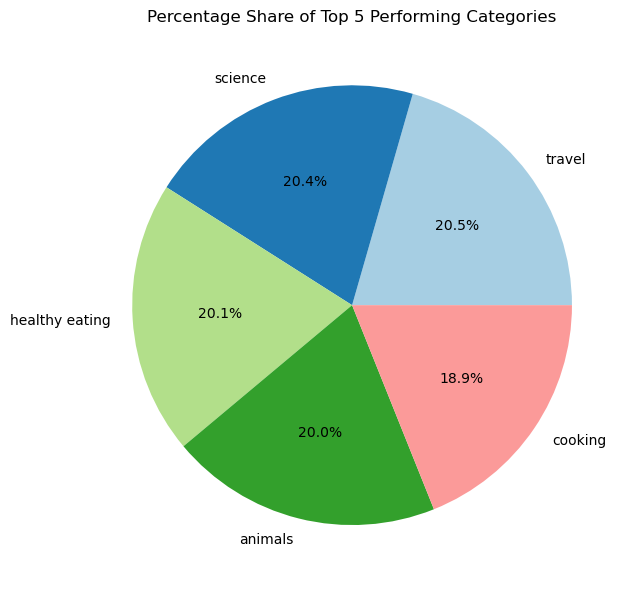 Percentage Share of Top 5 Performing Categories
science
travel
20.4%
20.5%
healthy eating
20.1%
18.9%
20.0%
cooking
animals